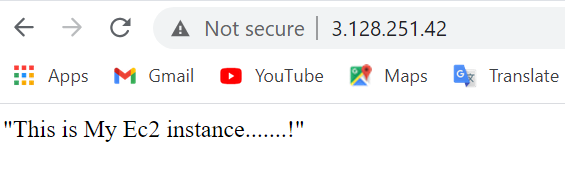 Not secure | 3.128.251.42
Apps Gmail YouTube Maps Translate
"This is My Ec2 instance.......!"